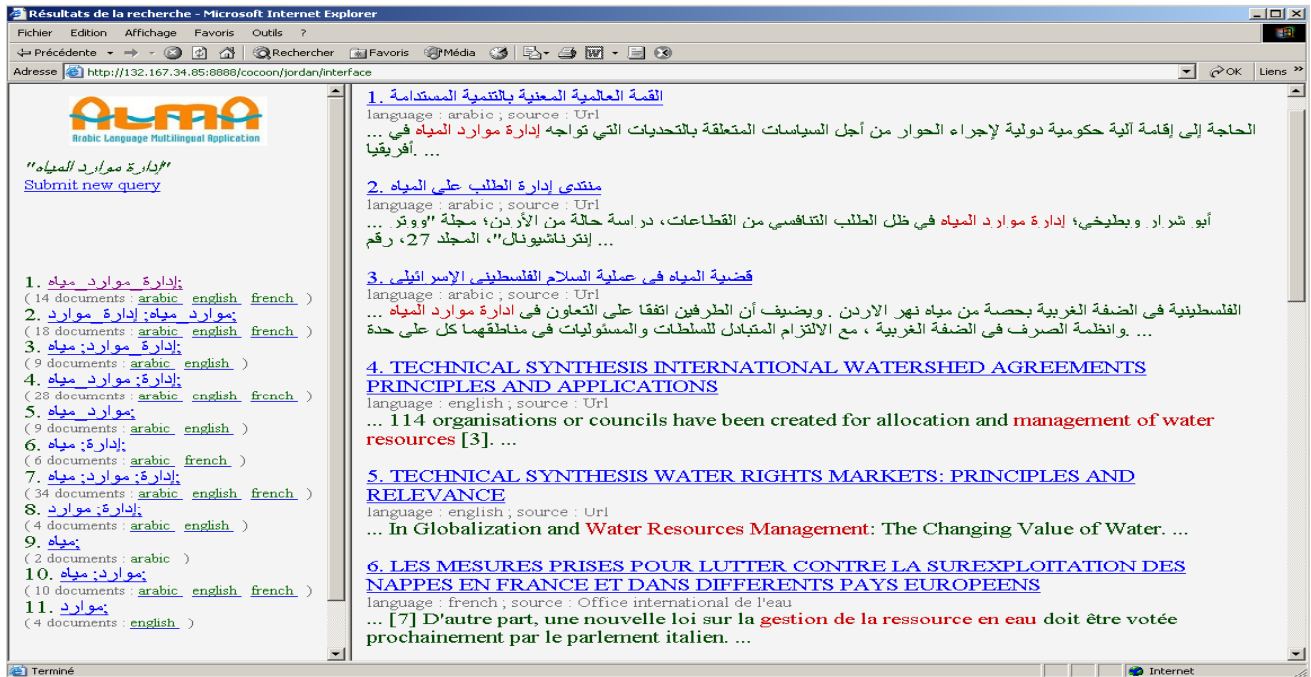 Résultats de la recherche - Microsoft Internet Explorer
Fichier Edition Affichage Favoris Outils ?
Précédente Rechercher Favoris Média
Adresse http://132.167.34.85:8888/cocoon/jordan/interface OK Liens »
ALMA
Arabic Language Multilingual Application
"إدارة موارد المياه"
Submit new query
1. إدارة_موارد_مياه;
( 14 documents : arabic english french )
2. موارد_مياه; إدارة_موارد;
( 18 documents : arabic english french )
3. إدارة_موارد; مياه;
( 9 documents : arabic english )
4. إدارة; موارد_مياه;
( 28 documents : arabic english french )
5. موارد_مياه;
( 9 documents : arabic english )
6. إدارة; مياه;
( 6 documents : arabic french )
7. إدارة; موارد; مياه;
( 34 documents : arabic english french )
8. إدارة; موارد;
( 4 documents : arabic english )
9. مياه;
( 2 documents : arabic )
10. موارد; مياه;
( 10 documents : arabic english french )
11. موارد;
( 4 documents : english )
1. القمة العالمية المعنية بالتنمية المستدامة
language : arabic ; source : Url
... الحاجة إلى إقامة آلية حكومية دولية لإجراء الحوار من أجل السياسات المتعلقة بالتحديات التي تواجه إدارة موارد المياه في
أفريقيا. ...
2. منتدى إدارة الطلب على المياه
language : arabic ; source : Url
... أبو شرار وبطيخي؛ إدارة موارد المياه في ظل الطلب التنافسي من القطاعات، دراسة حالة من الأردن؛ مجلة "ووتر
إنترناشيونال"، المجلد 27، رقم ...
3. قضية المياه فى عملية السلام الفلسطينى الإسرائيلى
language : arabic ; source : Url
... الفلسطينية فى الضفة الغربية بحصة من مياه نهر الاردن . ويضيف أن الطرفين اتفقا على التعاون فى ادارة موارد المياه
وانظمة الصرف فى الضفة الغربية ، مع الالتزام المتبادل للسلطات والمسئوليات فى مناطقهما كل على حدة. ...
4. TECHNICAL SYNTHESIS INTERNATIONAL WATERSHED AGREEMENTS
PRINCIPLES AND APPLICATIONS
language : english ; source : Url
... 114 organisations or councils have been created for allocation and management of water
resources [3]. ...
5. TECHNICAL SYNTHESIS WATER RIGHTS MARKETS: PRINCIPLES AND
RELEVANCE
language : english ; source : Url
... In Globalization and Water Resources Management: The Changing Value of Water. ...
6. LES MESURES PRISES POUR LUTTER CONTRE LA SUREXPLOITATION DES
NAPPES EN FRANCE ET DANS DIFFERENTS PAYS EUROPEENS
language : french ; source : Office international de l'eau
... [7] D'autre part, une nouvelle loi sur la gestion de la ressource en eau doit être votée
prochainement par le parlement italien. ...
Terminé
Internet